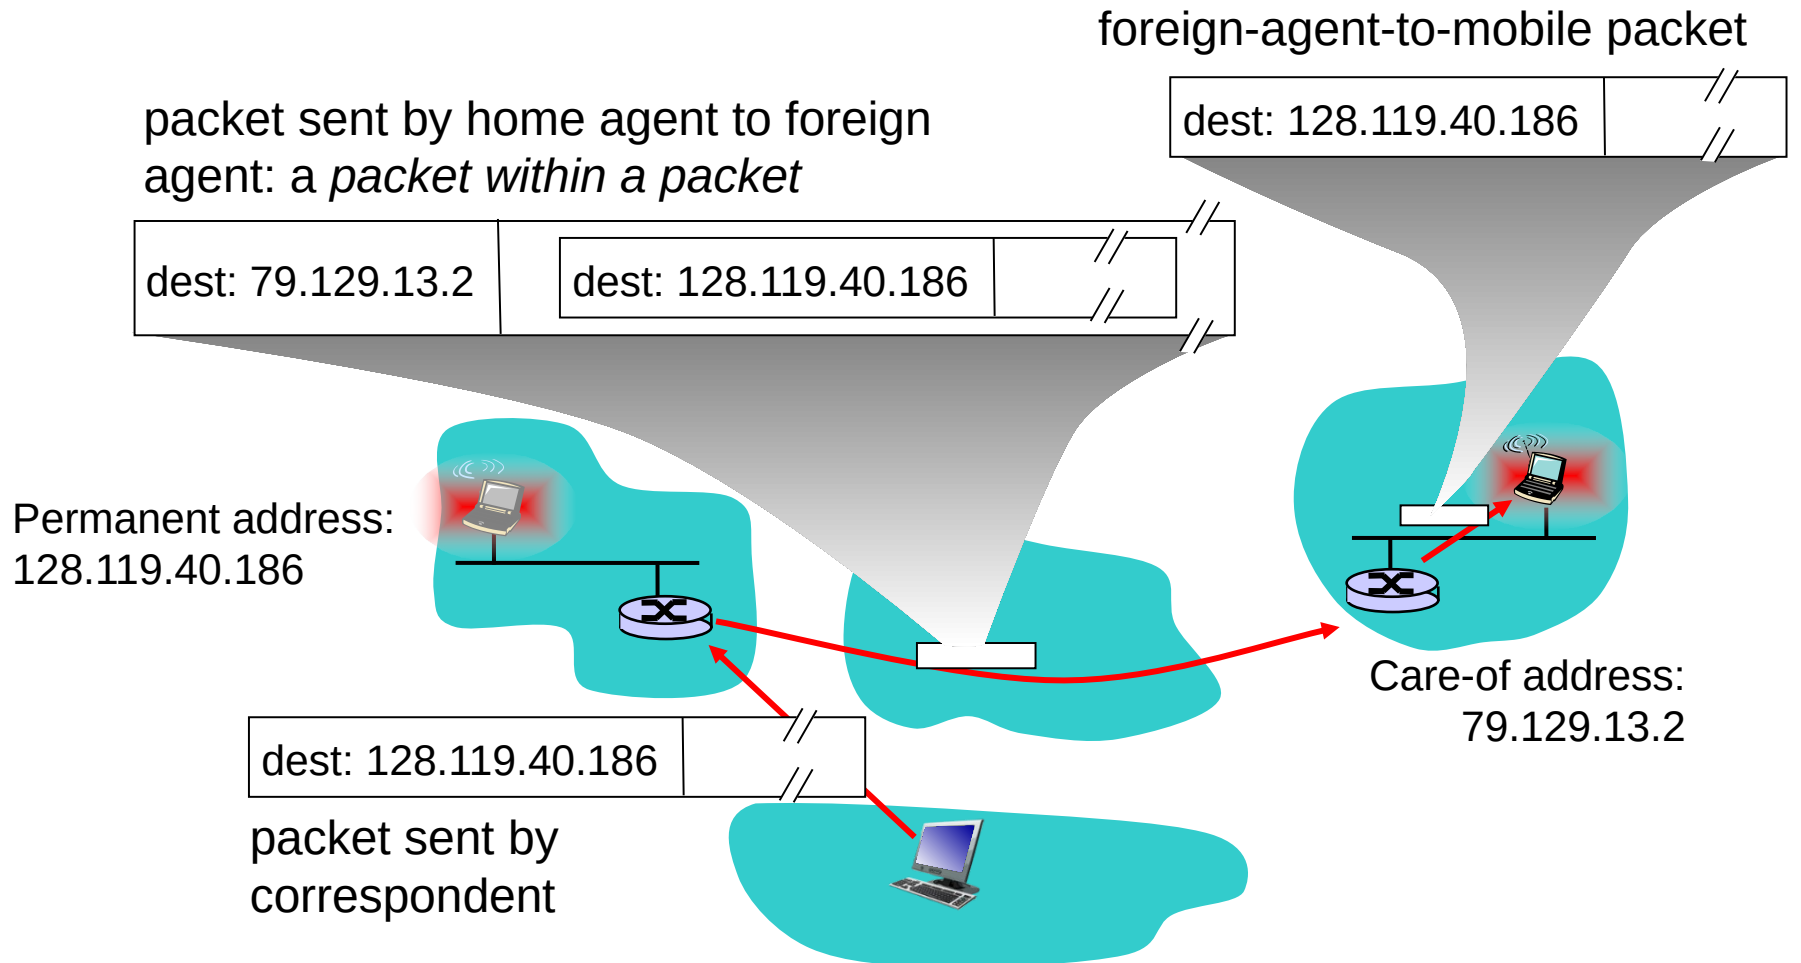 foreign-agent-to-mobile packet
dest: 128.119.40.186
packet sent by home agent to foreign
agent: a packet within a packet
dest: 79.129.13.2
dest: 128.119.40.186
Permanent address:
128.119.40.186
Care-of address:
79.129.13.2
dest: 128.119.40.186
packet sent by
correspondent